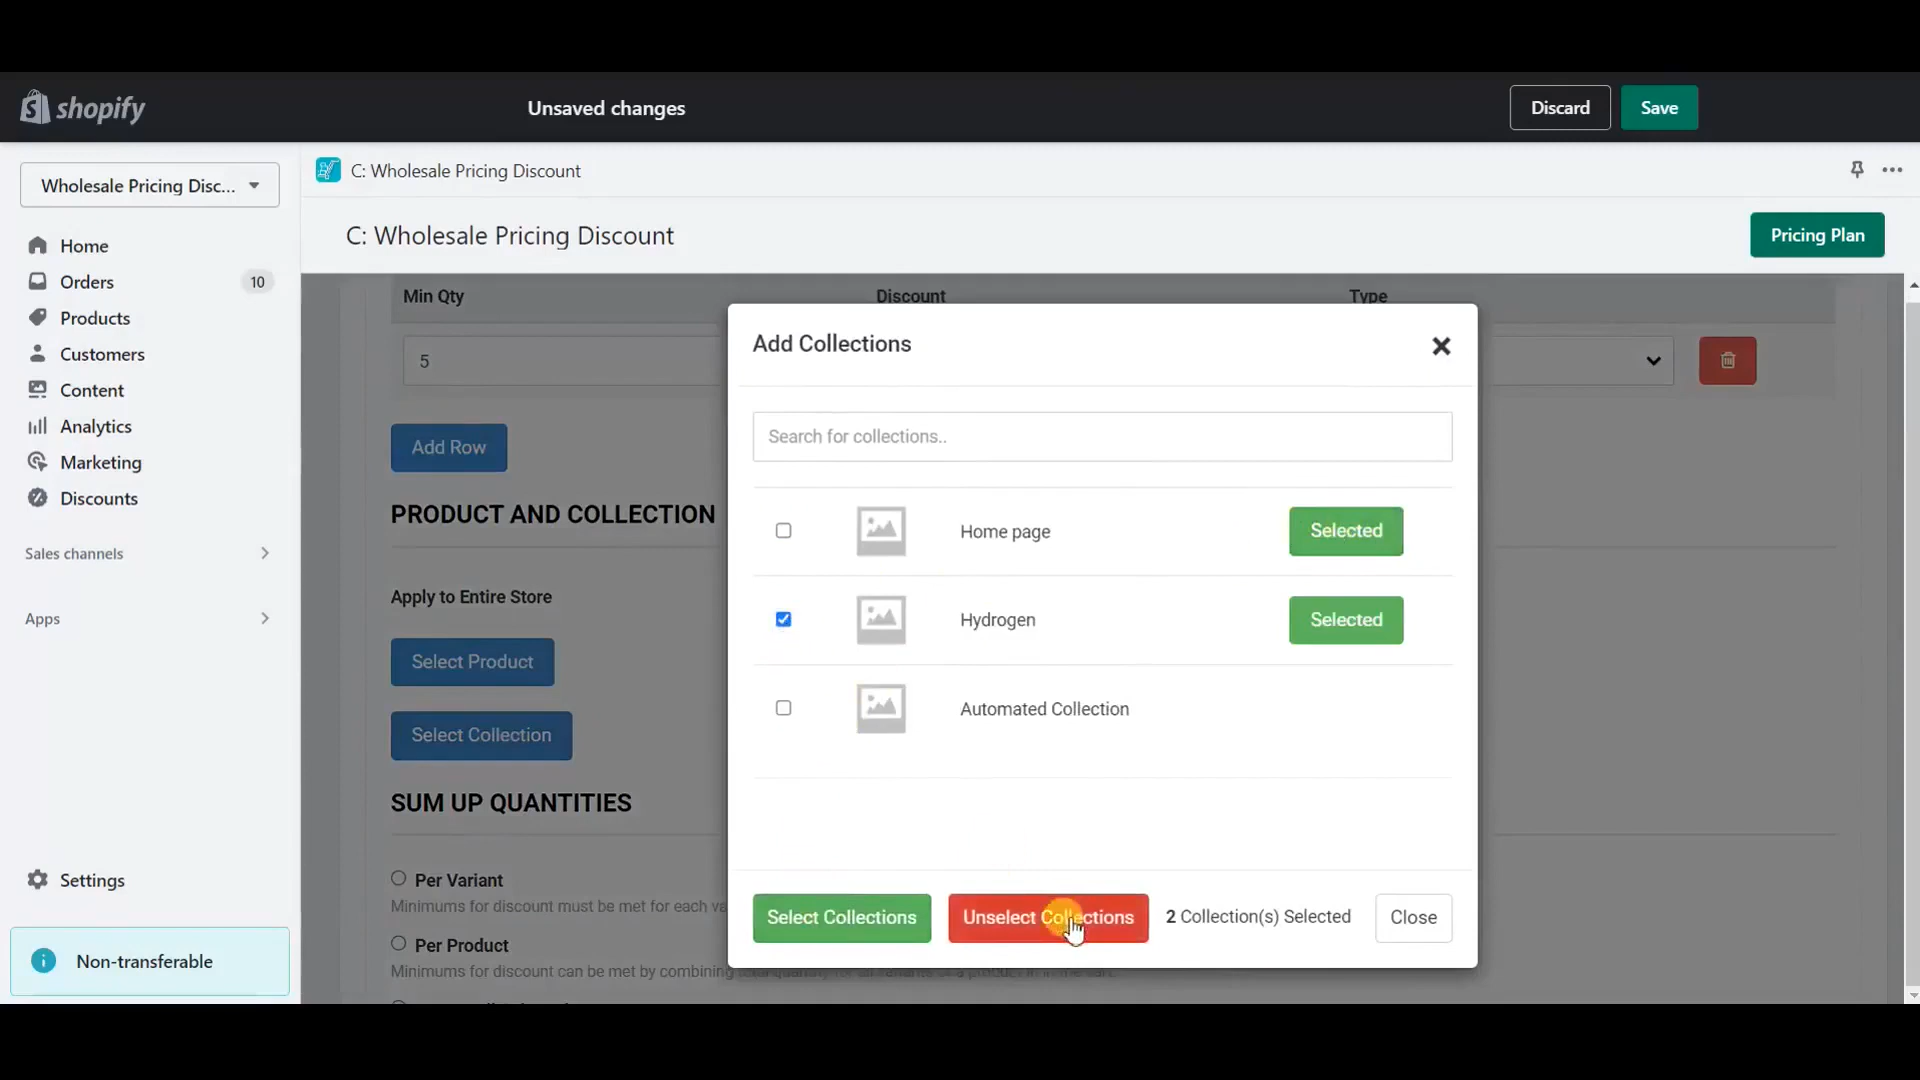 shopify
Unsaved changes
Discard
Save
Wholesale Pricing Disc...
C: Wholesale Pricing Discount
Home
Orders 10
Products
Customers
Content
Analytics
Marketing
Discounts
Sales channels
Apps
Settings
Non-transferable
C: Wholesale Pricing Discount
Pricing Plan
Min Qty Discount Type
5
Add Row
PRODUCT AND COLLECTION
Apply to Entire Store
Select Product
Select Collection
SUM UP QUANTITIES
Per Variant
Minimums for discount must be met for each va
Per Product
Minimums for discount can be met by combining
Add Collections
Search for collections..
Home page Selected
Hydrogen Selected
Automated Collection
Select Collections
Unselect Collections
2 Collection(s) Selected
Close